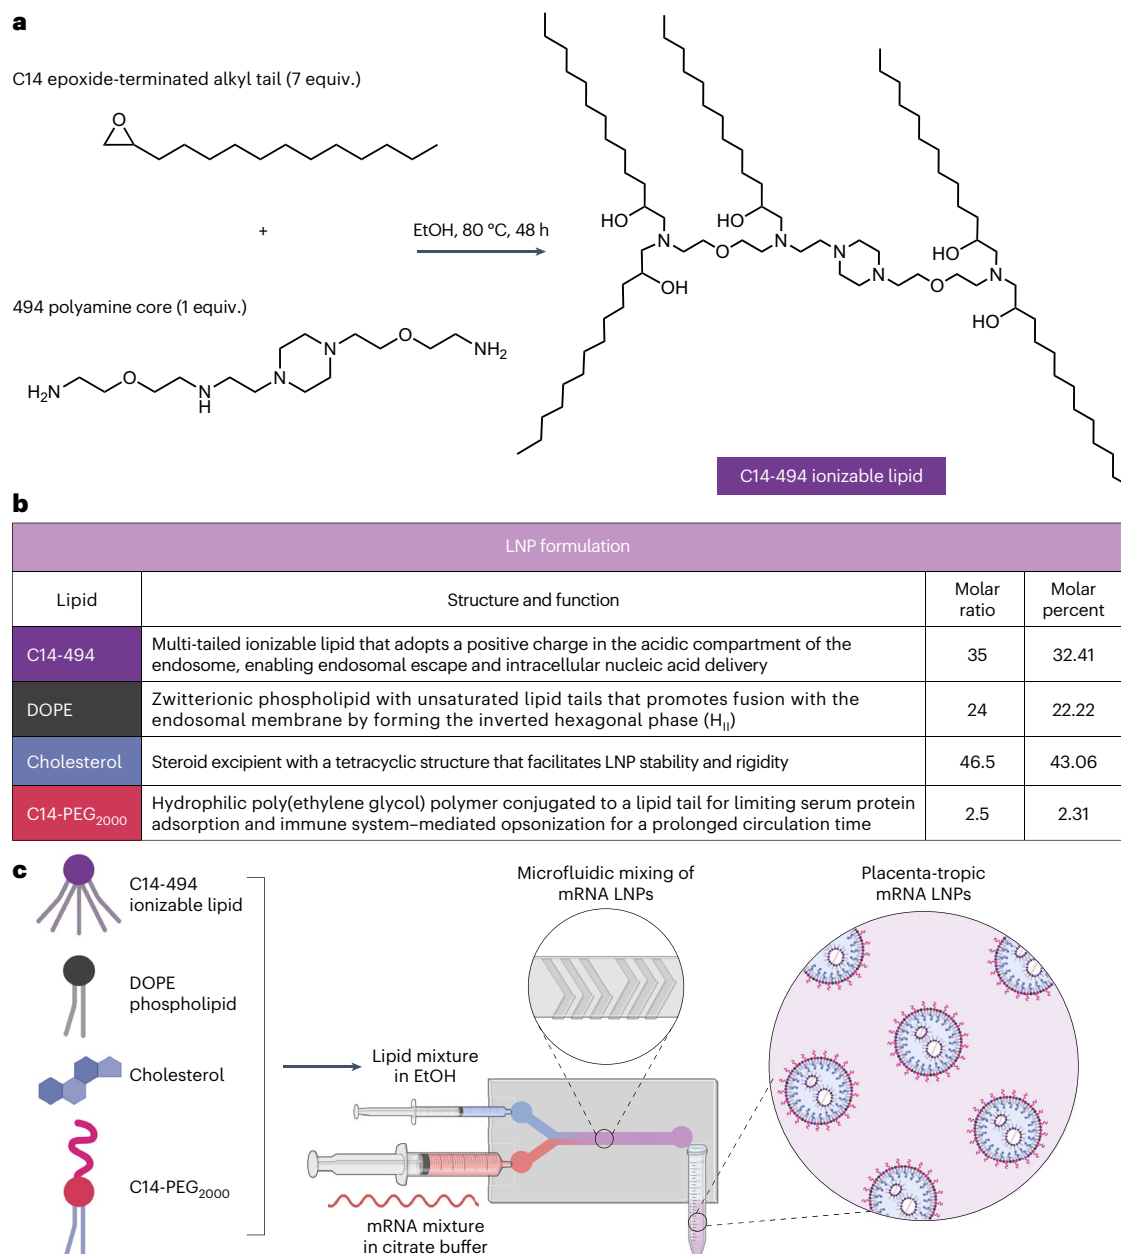 a
C14 epoxide-terminated alkyl tail (7 equiv.)
O
+
EtOH, 80 °C, 48 h
494 polyamine core (1 equiv.)
H₂N
O
N
H
N
N
O
NH₂
HO
HO
HO
N
O
N
N
N
O
N
OH
HO
C14-494 ionizable lipid
b
LNP formulation
Lipid
Structure and function
Molar
ratio
Molar
percent
C14-494
Multi-tailed ionizable lipid that adopts a positive charge in the acidic compartment of the
endosome, enabling endosomal escape and intracellular nucleic acid delivery
35
32.41
DOPE
Zwitterionic phospholipid with unsaturated lipid tails that promotes fusion with the
endosomal membrane by forming the inverted hexagonal phase (H_II)
24
22.22
Cholesterol
Steroid excipient with a tetracyclic structure that facilitates LNP stability and rigidity
46.5
43.06
C14-PEG₂₀₀₀
Hydrophilic poly(ethylene glycol) polymer conjugated to a lipid tail for limiting serum protein
adsorption and immune system–mediated opsonization for a prolonged circulation time
2.5
2.31
c
C14-494
ionizable lipid
DOPE
phospholipid
Cholesterol
C14-PEG₂₀₀₀
Lipid mixture
in EtOH
mRNA mixture
in citrate buffer
Microfluidic mixing of
mRNA LNPs
Placenta-tropic
mRNA LNPs